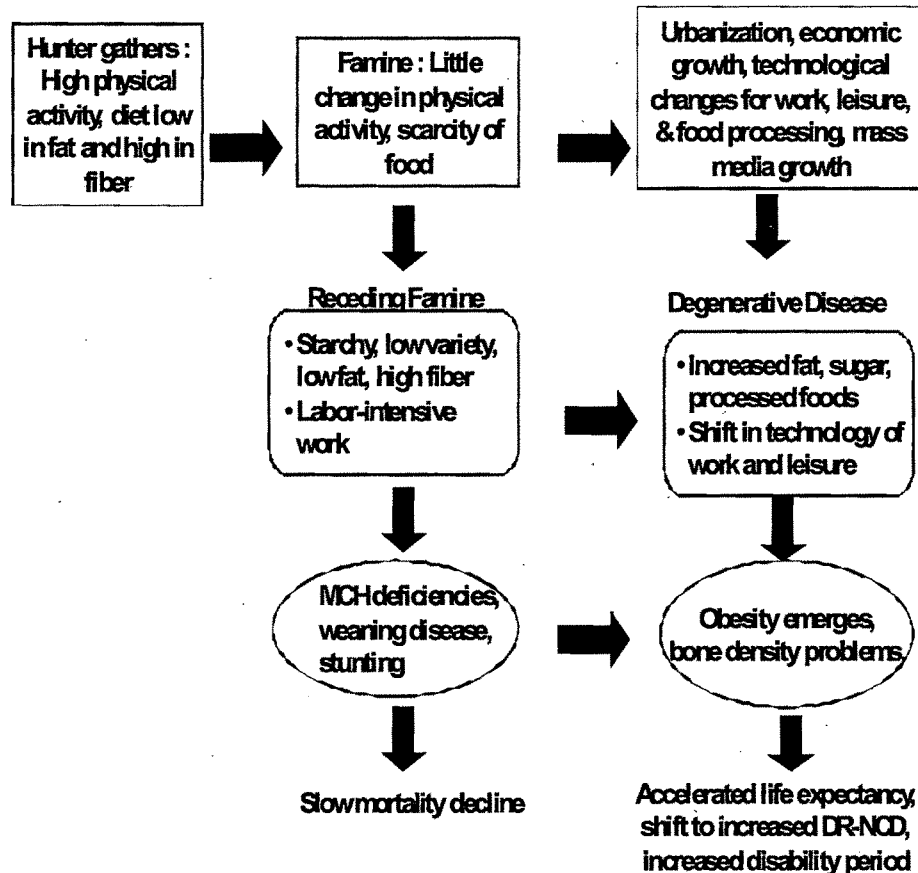 Hunter gathers :
High physical
activity, diet low
in fat and high in
fiber
Famine : Little
change in physical
activity, scarcity of
food
Urbanization, economic
growth, technological
changes for work, leisure,
& food processing, mass
media growth
Receding Famine
• Starchy, low variety,
low fat, high fiber
• Labor-intensive
work
Degenerative Disease
• Increased fat, sugar,
processed foods
• Shift in technology of
work and leisure
MCH deficiencies,
weaning disease,
stunting
Obesity emerges,
bone density problems.
Slow mortality decline
Accelerated life expectancy,
shift to increased DR-NCD,
increased disability period